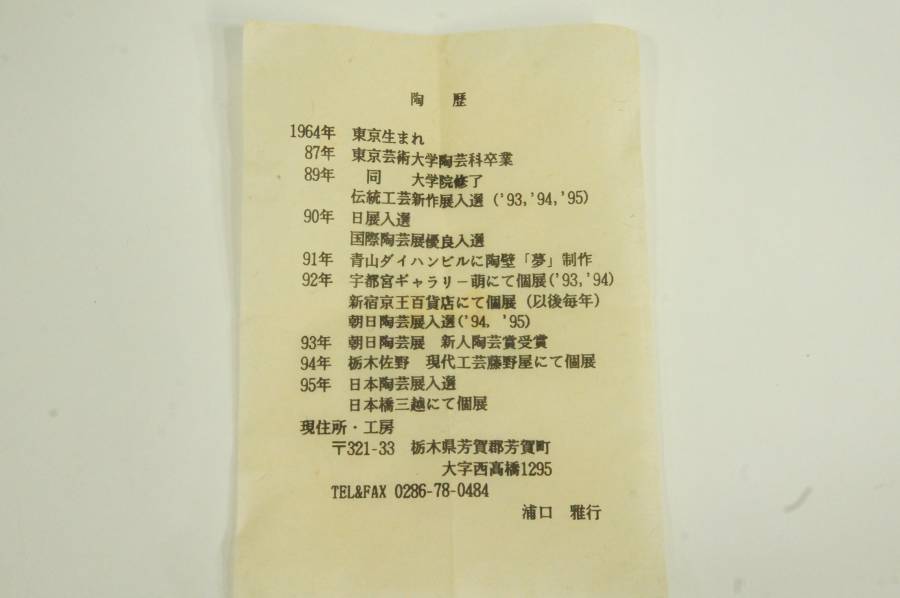 陶　歴
1964年　東京生まれ
87年　東京芸術大学陶芸科卒業
89年　同　大学院修了
伝統工芸新作展入選（'93,'94,'95）
90年　日展入選
国際陶芸展優良入選
91年　青山ダイハンビルに陶壁「夢」制作
92年　宇都宮ギャラリー萌にて個展('93,'94)
新宿京王百貨店にて個展（以後毎年）
朝日陶芸展入選('94, '95)
93年　朝日陶芸展　新人陶芸賞受賞
94年　栃木佐野　現代工芸藤野屋にて個展
95年　日本陶芸展入選
日本橋三越にて個展
現住所・工房
〒321-33　栃木県芳賀郡芳賀町
大字西高橋1295
TEL&FAX 0286-78-0484
浦口　雅行